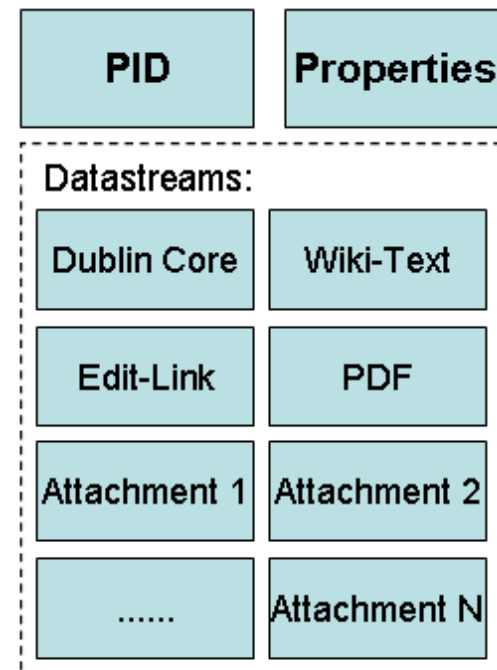 PID
Properties
Datastreams:
Dublin Core
Wiki-Text
Edit-Link
PDF
Attachment 1
Attachment 2
......
Attachment N